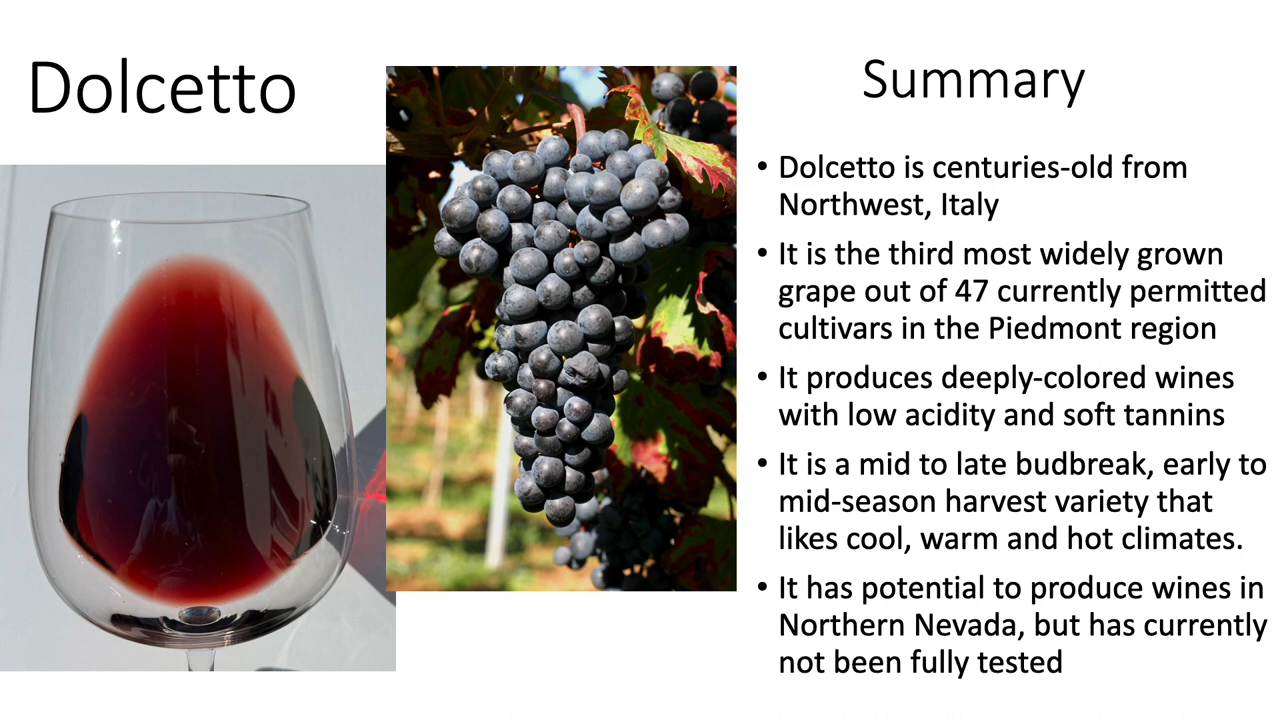 Dolcetto
Summary
• Dolcetto is centuries-old from
Northwest, Italy
• It is the third most widely grown
grape out of 47 currently permitted
cultivars in the Piedmont region
• It produces deeply-colored wines
with low acidity and soft tannins
• It is a mid to late budbreak, early to
mid-season harvest variety that
likes cool, warm and hot climates.
• It has potential to produce wines in
Northern Nevada, but has currently
not been fully tested